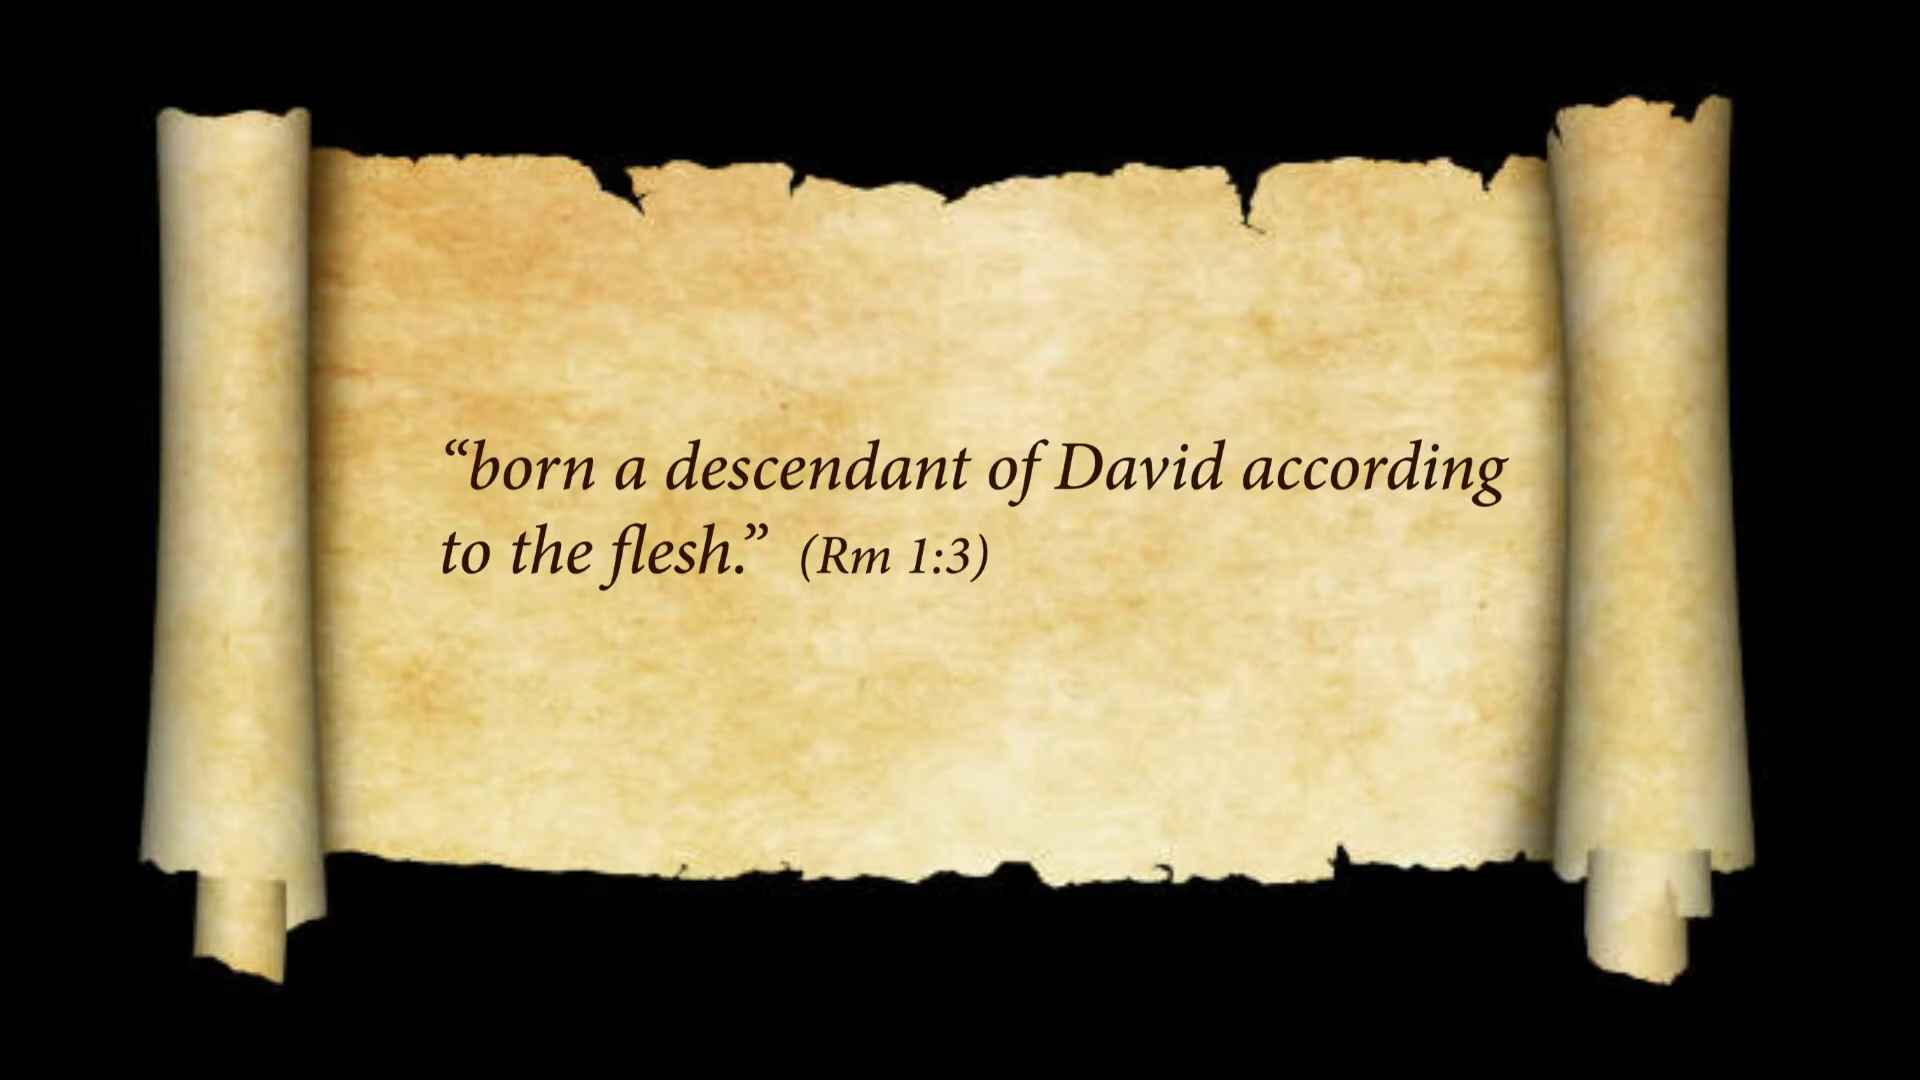 “born a descendant of David according
to the flesh.” (Rm 1:3)